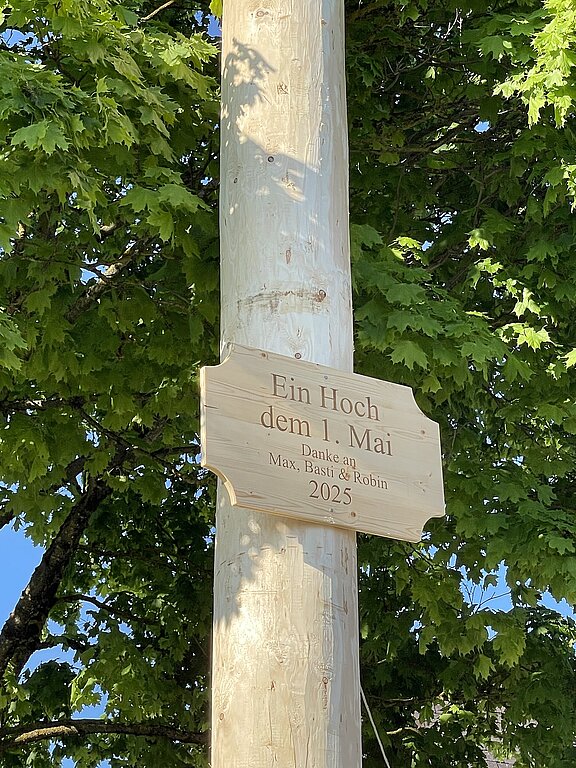 Ein Hoch
dem 1. Mai
Danke an
Max, Basti & Robin
2025